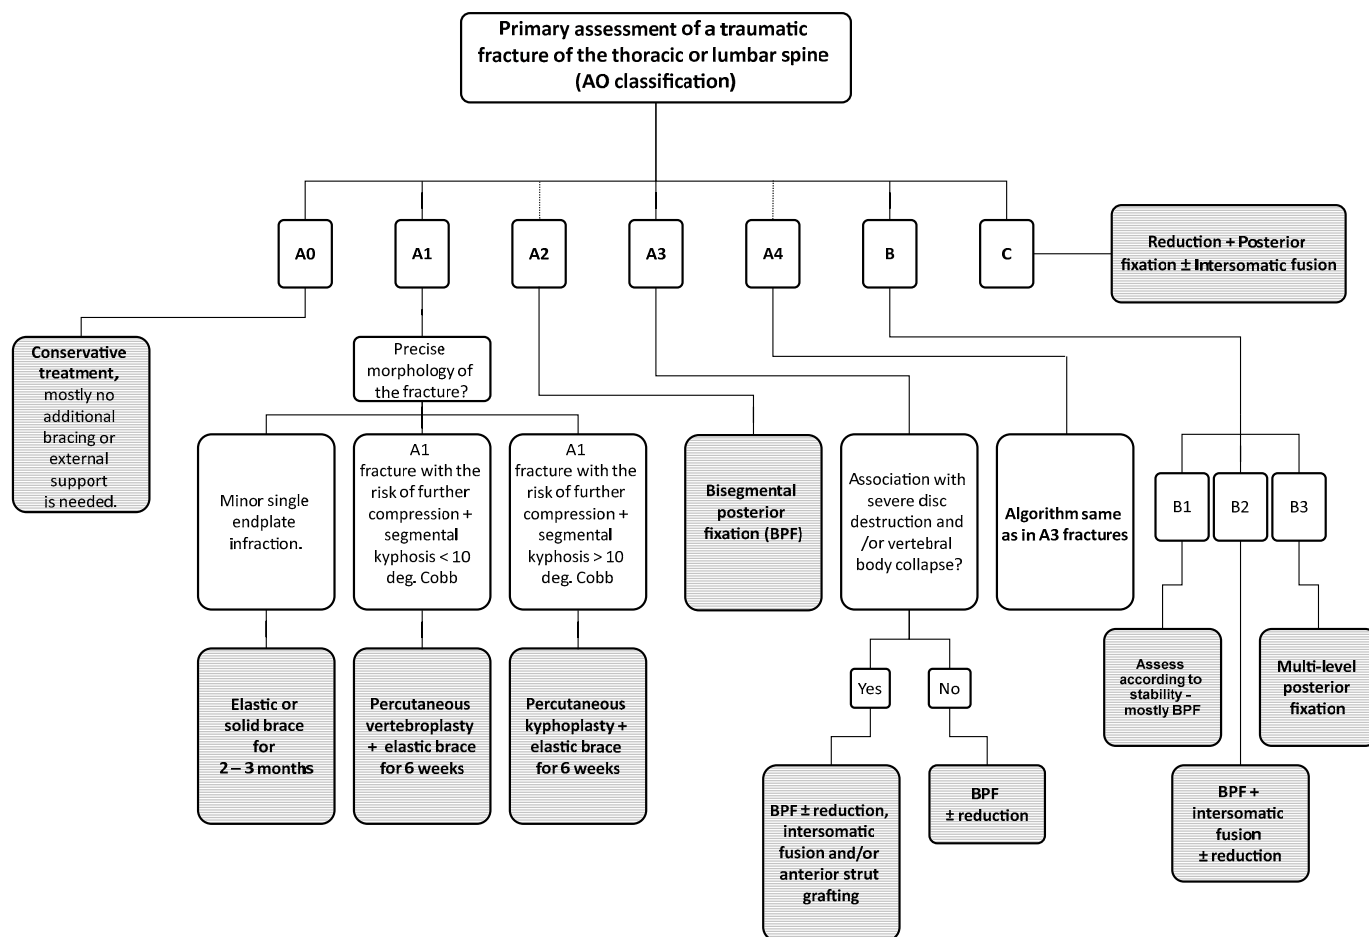 Primary assessment of a traumatic
fracture of the thoracic or lumbar spine
(AO classification)
A0
A1
A2
A3
A4
B
C
Reduction + Posterior
fixation ± Intersomatic fusion
Conservative
treatment,
mostly no
additional
bracing or
external
support
is needed.
Precise
morphology of
the fracture?
Minor single
endplate
infraction.
A1
fracture with the
risk of further
compression +
segmental
kyphosis < 10
deg. Cobb
A1
fracture with the
risk of further
compression +
segmental
kyphosis > 10
deg. Cobb
Bisegmental
posterior
fixation (BPF)
Association with
severe disc
destruction and
/or vertebral
body collapse?
Algorithm same
as in A3 fractures
B1
B2
B3
Elastic or
solid brace
for
2 – 3 months
Percutaneous
vertebroplasty
+ elastic brace
for 6 weeks
Percutaneous
kyphoplasty +
elastic brace
for 6 weeks
Yes
No
Assess
according to
stability –
mostly BPF
Multi-level
posterior
fixation
BPF ± reduction,
intersomatic
fusion and/or
anterior strut
grafting
BPF
± reduction
BPF +
intersomatic
fusion
± reduction